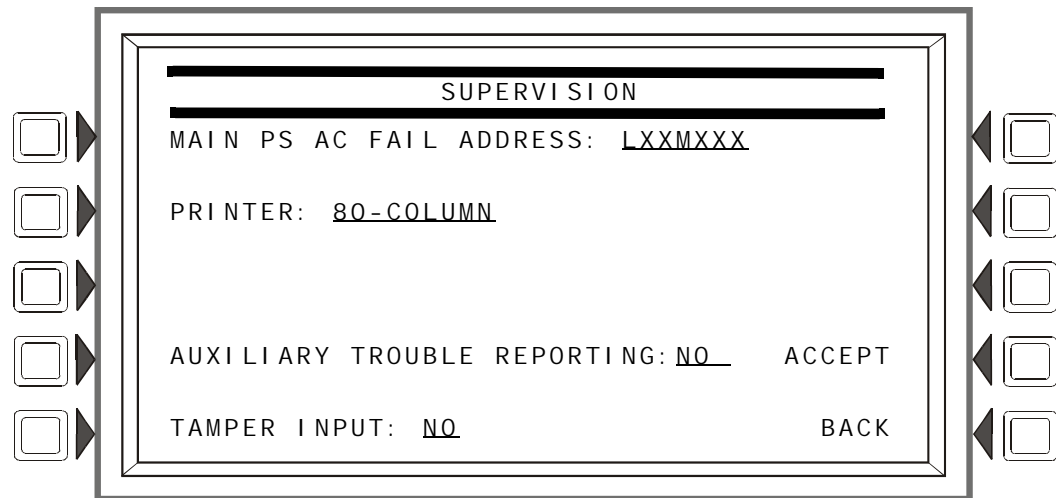 SUPERVISION
MAIN PS AC FAIL ADDRESS: LXXMXXX
PRINTER: 80-COLUMN
AUXILIARY TROUBLE REPORTING: NO ACCEPT
TAMPER INPUT: NO BACK